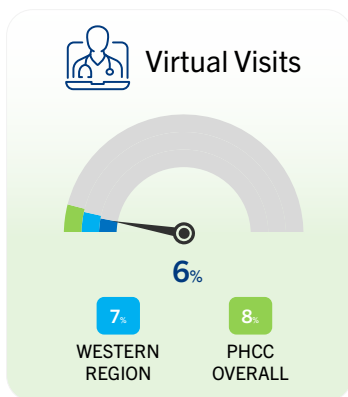 Virtual Visits
6%
7%
8%
WESTERN
REGION
PHCC
OVERALL